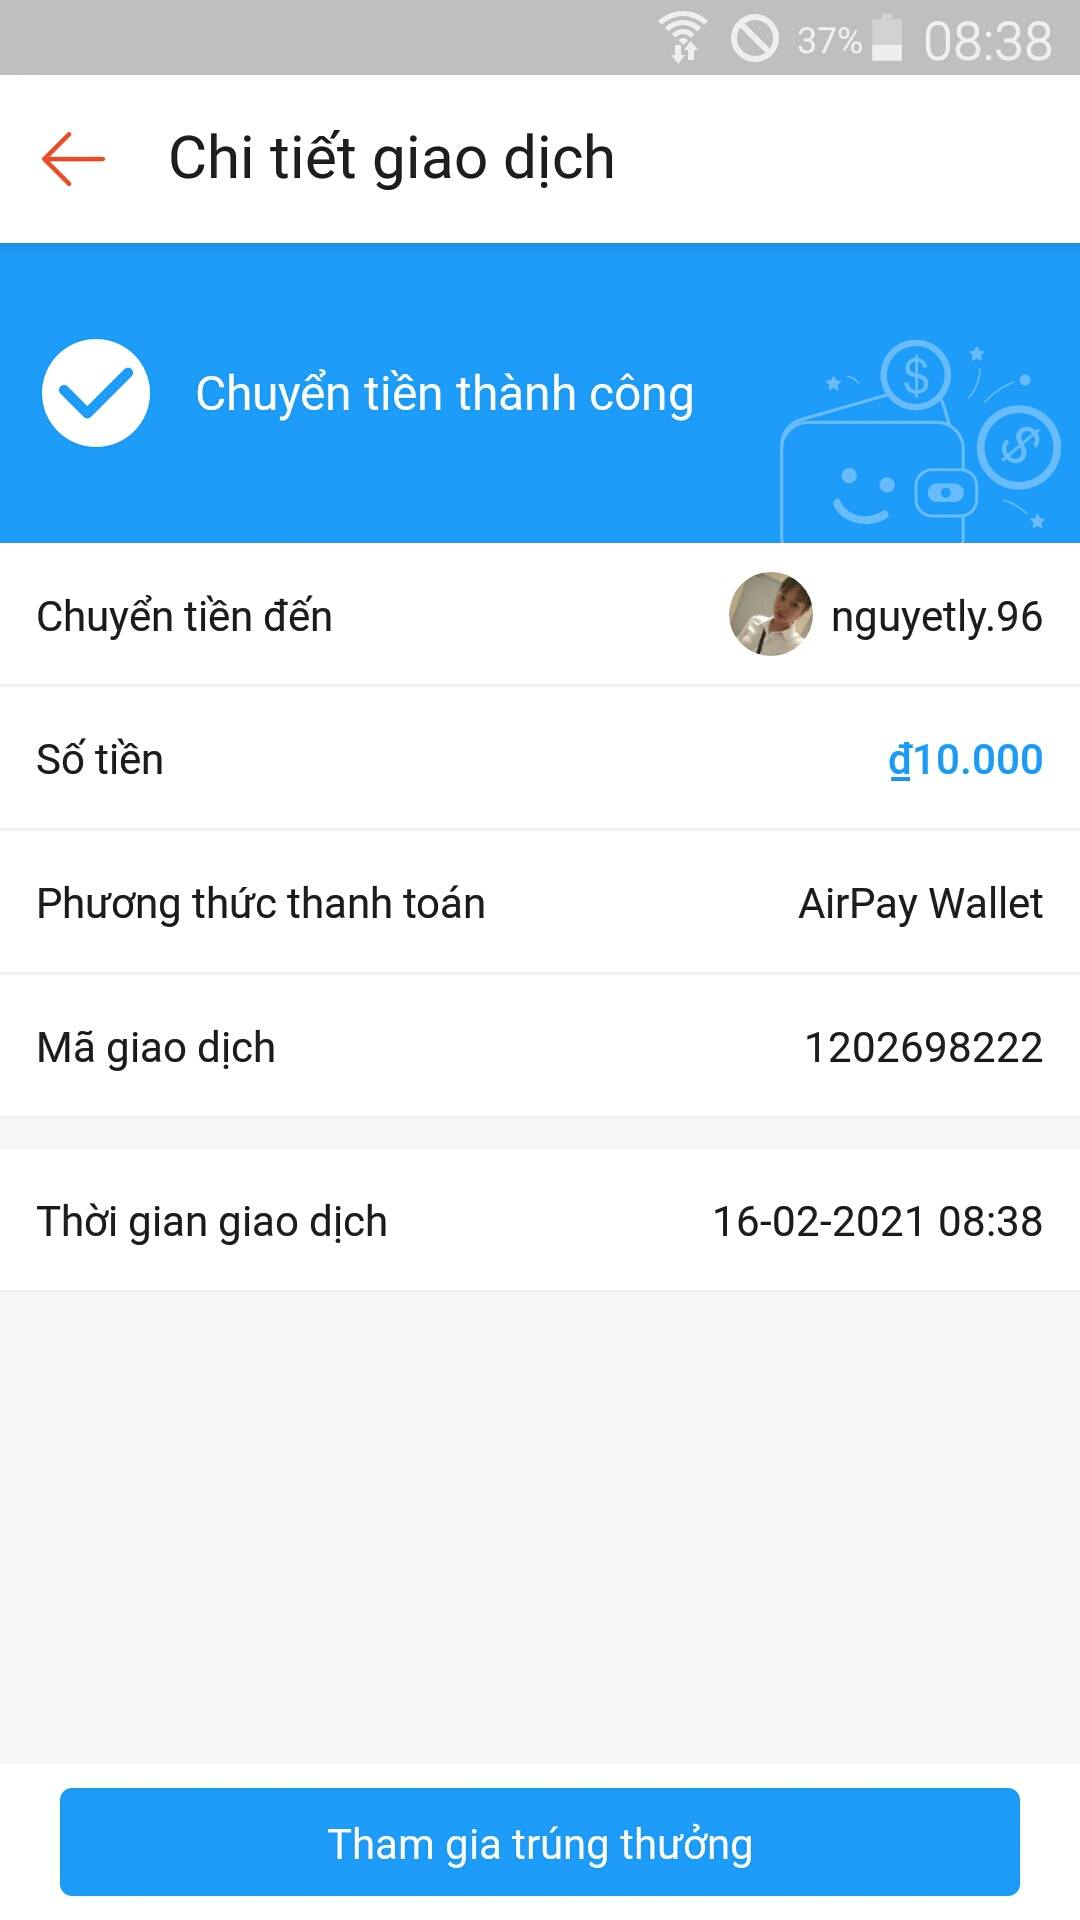 37% 08:38
Chi tiết giao dịch
Chuyển tiền thành công
Chuyển tiền đến nguyetly.96
Số tiền ₫10.000
Phương thức thanh toán AirPay Wallet
Mã giao dịch 1202698222
Thời gian giao dịch 16-02-2021 08:38
Tham gia trúng thưởng